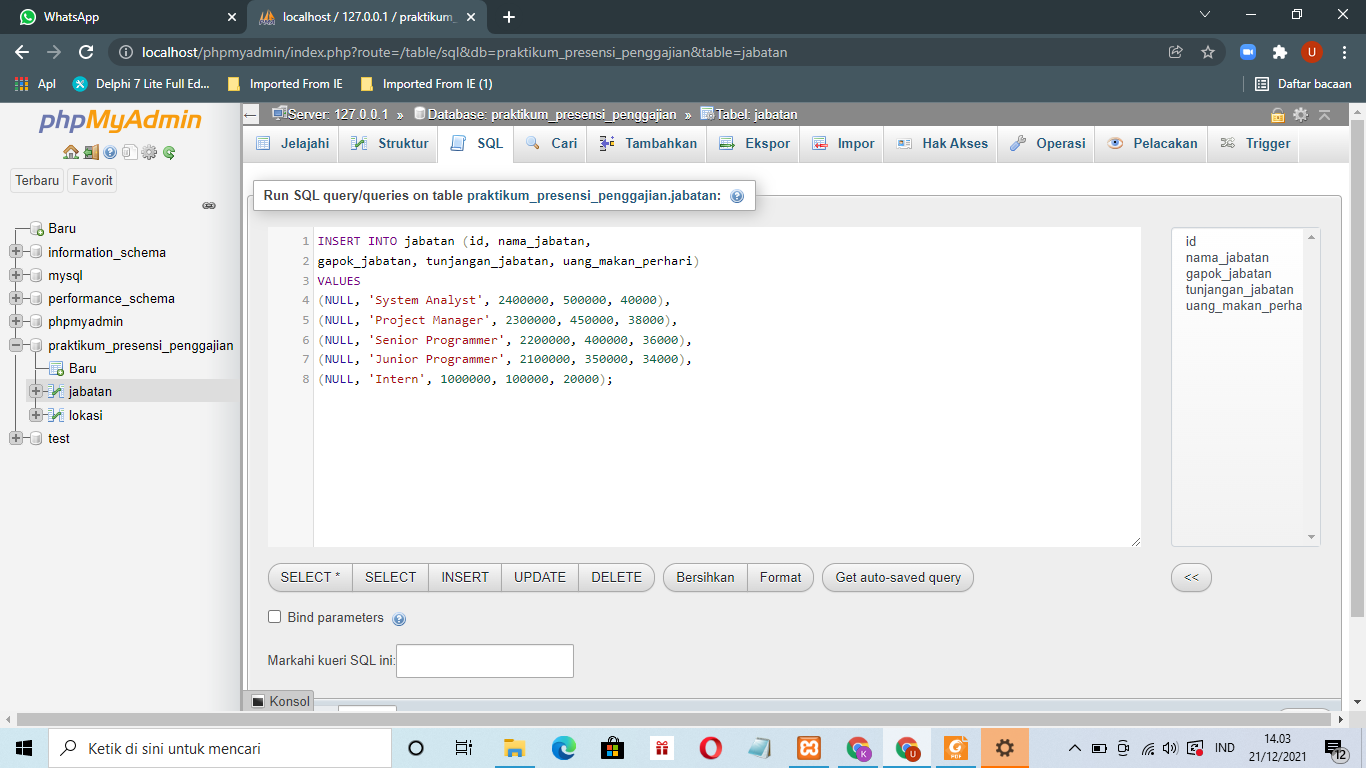 WhatsApp
localhost / 127.0.0.1 / praktikum_
localhost/phpmyadmin/index.php?route=/table/sql&db=praktikum_presensi_penggajian&table=jabatan
U
Apl
Delphi 7 Lite Full Ed...
Imported From IE
Imported From IE (1)
Daftar bacaan
phpMyAdmin
Terbaru
Favorit
Baru
information_schema
mysql
performance_schema
phpmyadmin
praktikum_presensi_penggajian
Baru
jabatan
lokasi
test
Server: 127.0.0.1 » Database: praktikum_presensi_penggajian » Tabel: jabatan
Jelajahi
Struktur
SQL
Cari
Tambahkan
Ekspor
Impor
Hak Akses
Operasi
Pelacakan
Trigger
Run SQL query/queries on table praktikum_presensi_penggajian.jabatan:
1 INSERT INTO jabatan (id, nama_jabatan,
2 gapok_jabatan, tunjangan_jabatan, uang_makan_perhari)
3 VALUES
4 (NULL, 'System Analyst', 2400000, 500000, 40000),
5 (NULL, 'Project Manager', 2300000, 450000, 38000),
6 (NULL, 'Senior Programmer', 2200000, 400000, 36000),
7 (NULL, 'Junior Programmer', 2100000, 350000, 34000),
8 (NULL, 'Intern', 1000000, 100000, 20000);
id
nama_jabatan
gapok_jabatan
tunjangan_jabatan
uang_makan_perha
SELECT *
SELECT
INSERT
UPDATE
DELETE
Bersihkan
Format
Get auto-saved query
<<
Bind parameters
Markahi kueri SQL ini:
Konsol
Ketik di sini untuk mencari
K
U
PDF
IND
14.03
21/12/2021
12